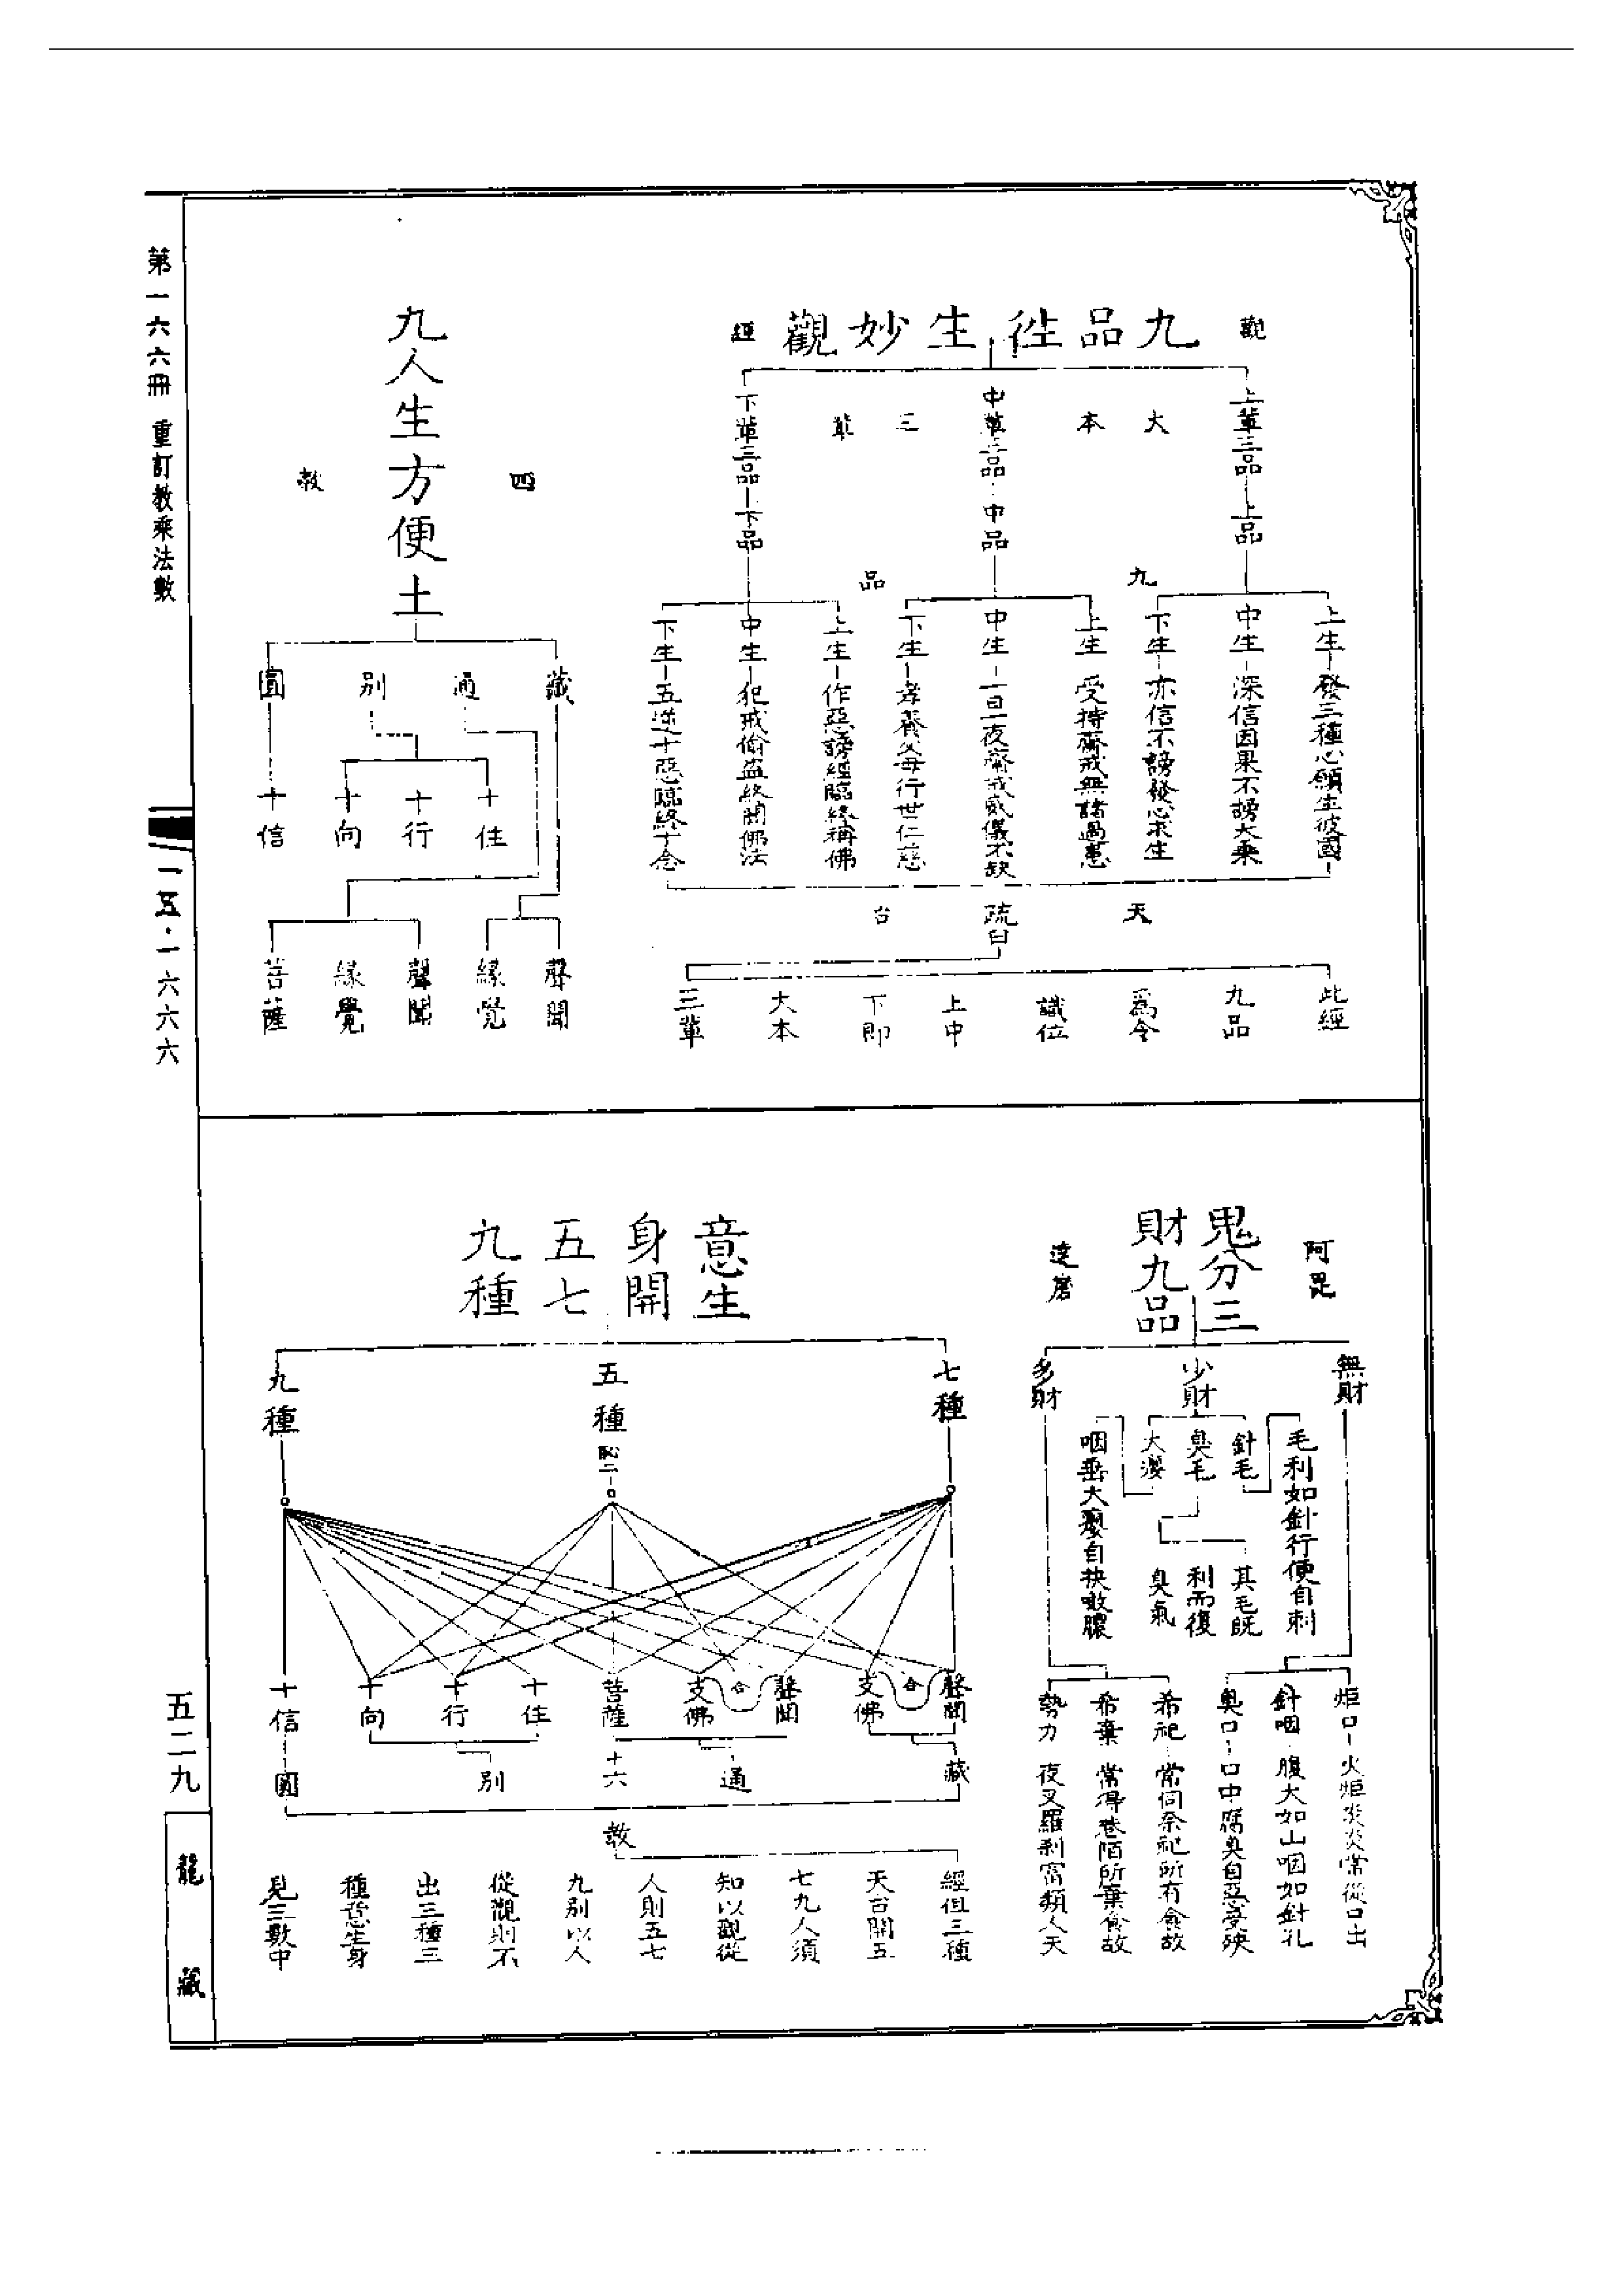 觀經
九品徃生妙觀
大本三輩
上輩三品
上品
中輩三品
中品
下輩三品
下品
九品
上生
發三種心願生彼國
中生
深信因果不謗大乗
下生
亦信不謗發心求生
上生
受持齋戒無諸過恙
中生
一日一夜齋戒威儀不缺
下生
孝養父母行世仁慈
上生
作惡謗經臨終稱佛
中生
犯戒偷盗終聞佛法
下生
五逆十惡臨終十念
天台
疏曰
此經
九品
爲令
識位
上中
下即
大本
三輩
四教
九人生方便土
藏
通
别
圓
十住
十行
十向
十信
聲聞
緣覺
聲聞
緣覺
菩薩
阿毘
達磨
鬼分三
財九品
無財
少財
多財
毛利如針行便自刺
針毛
臭毛
大癭
咽垂大癭自抉噉膿
其毛旣
利而復
臭氣
炬口
火炬炎炎常從口出
針咽
腹大如山咽如針孔
臭口
口中腐臭自惡受殃
希祀
常伺祭祀所有食故
希棄
常得巷陌所棄食故
勢力
夜叉羅刹富類人天
意生
身開
五七
九種
七種
五種
合二
九種
聲聞
合
支佛
聲聞
合
支佛
菩薩
十住
十行
十向
十信
藏
通
十六
别
圓
教
經但三種
天台開五
七九人須
知以觀從
人則五七
九别以人
從觀則不
出三種三
種意生身
見三數中
第一六六冊 重訂教乘法數
一五·一六六六
五二九
龍藏